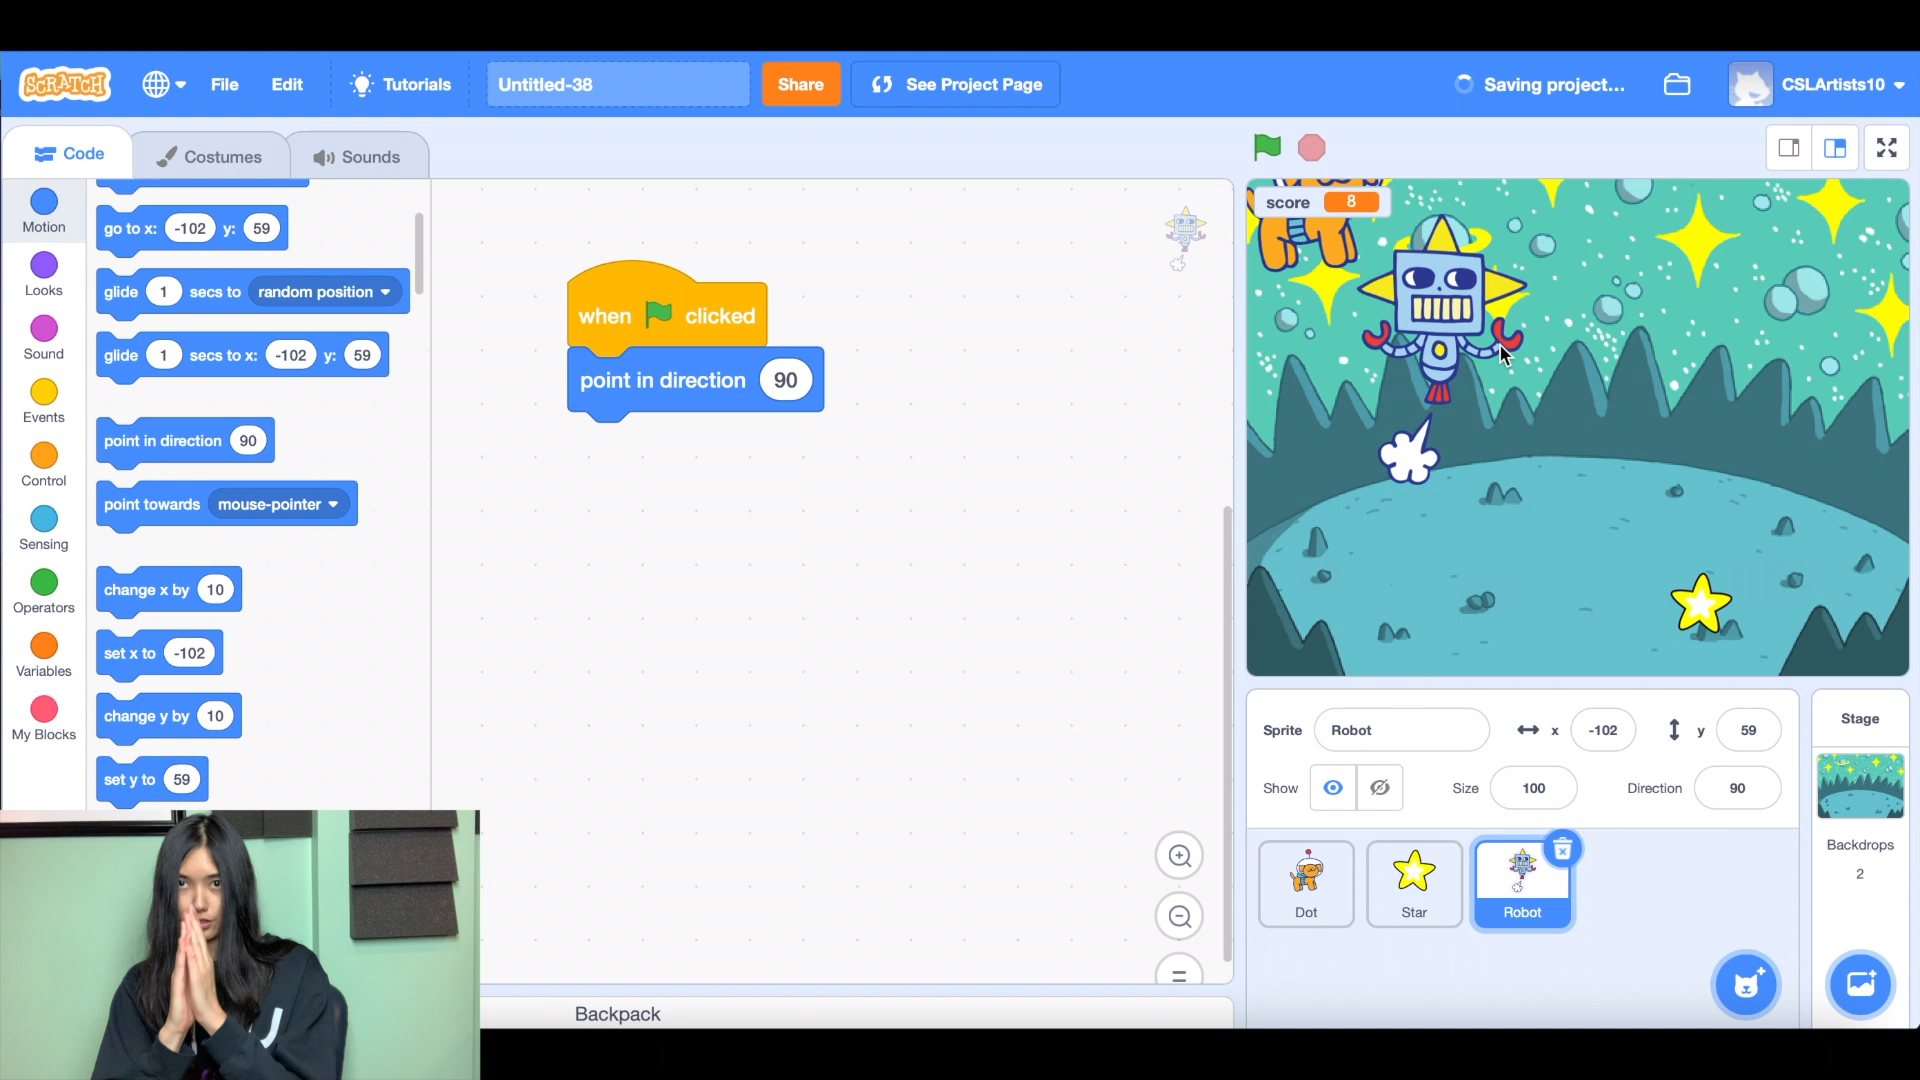 SCRATCH File Edit Tutorials Untitled-38 Share See Project Page Saving project... CSLArtists10
Code Costumes Sounds
Motion
Looks
Sound
Events
Control
Sensing
Operators
Variables
My Blocks
go to x: -102 y: 59
glide 1 secs to random position
glide 1 secs to x: -102 y: 59
point in direction 90
point towards mouse-pointer
change x by 10
set x to -102
change y by 10
set y to 59
when clicked
point in direction 90
Backpack
score 8
Sprite Robot x -102 y 59
Show Size 100 Direction 90
Dot Star Robot
Stage
Backdrops
2